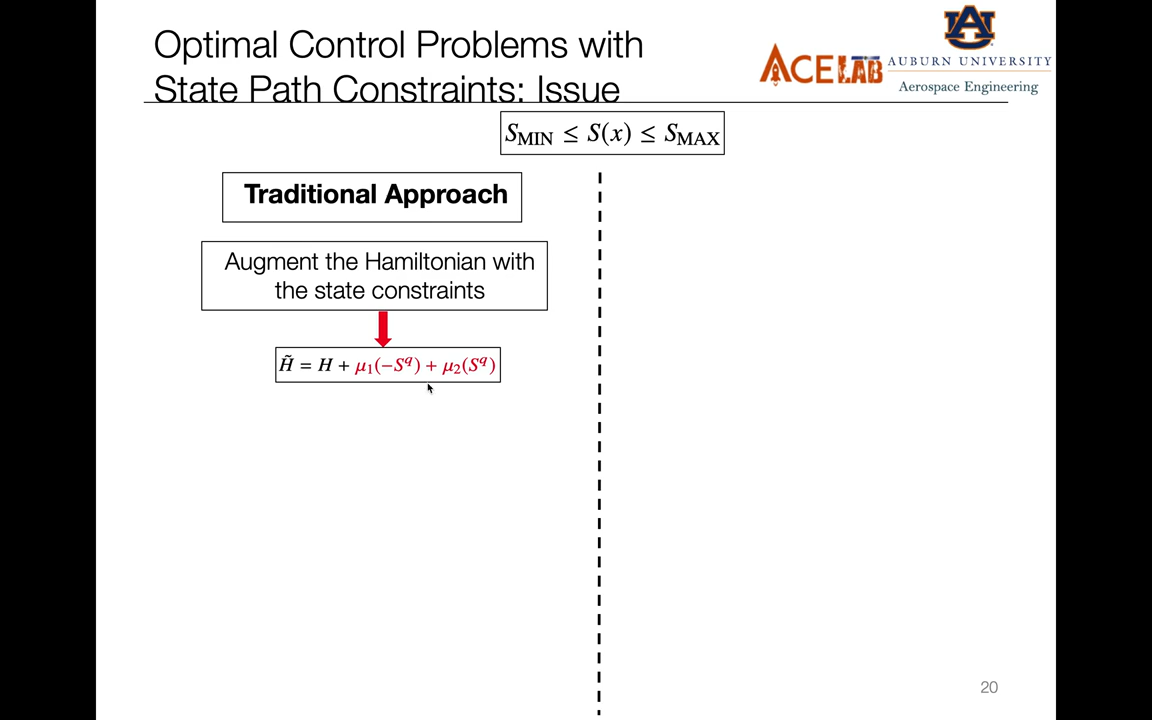 Optimal Control Problems with
State Path Constraints: Issue
ACE LAB
AU
AUBURN UNIVERSITY
Aerospace Engineering
S_MIN ≤ S(x) ≤ S_MAX
Traditional Approach
Augment the Hamiltonian with
the state constraints
H̃ = H + μ₁(−S^q) + μ₂(S^q)
20